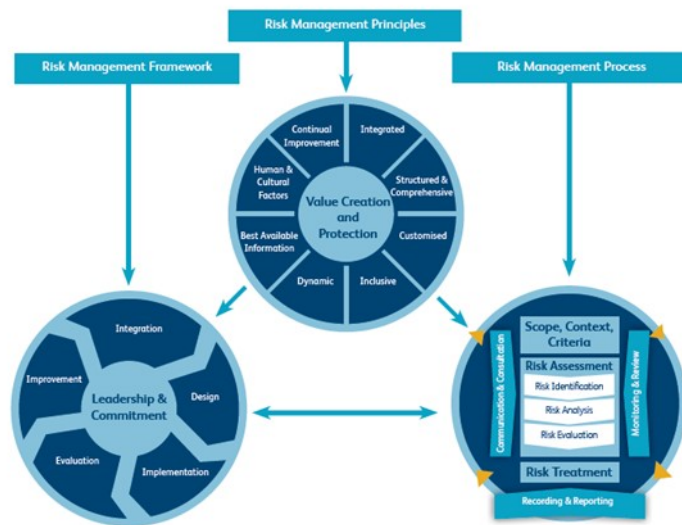 Risk Management Principles
Risk Management Framework
Risk Management Process
Continual
Improvement
Integrated
Human &
Cultural
Factors
Structured &
Comprehensive
Value Creation
and
Protection
Best Available
Information
Customised
Dynamic
Inclusive
Integration
Improvement
Design
Leadership &
Commitment
Evaluation
Implementation
Scope, Context,
Criteria
Communication & Consultation
Risk Assessment
Risk Identification
Risk Analysis
Risk Evaluation
Monitoring & Review
Risk Treatment
Recording & Reporting